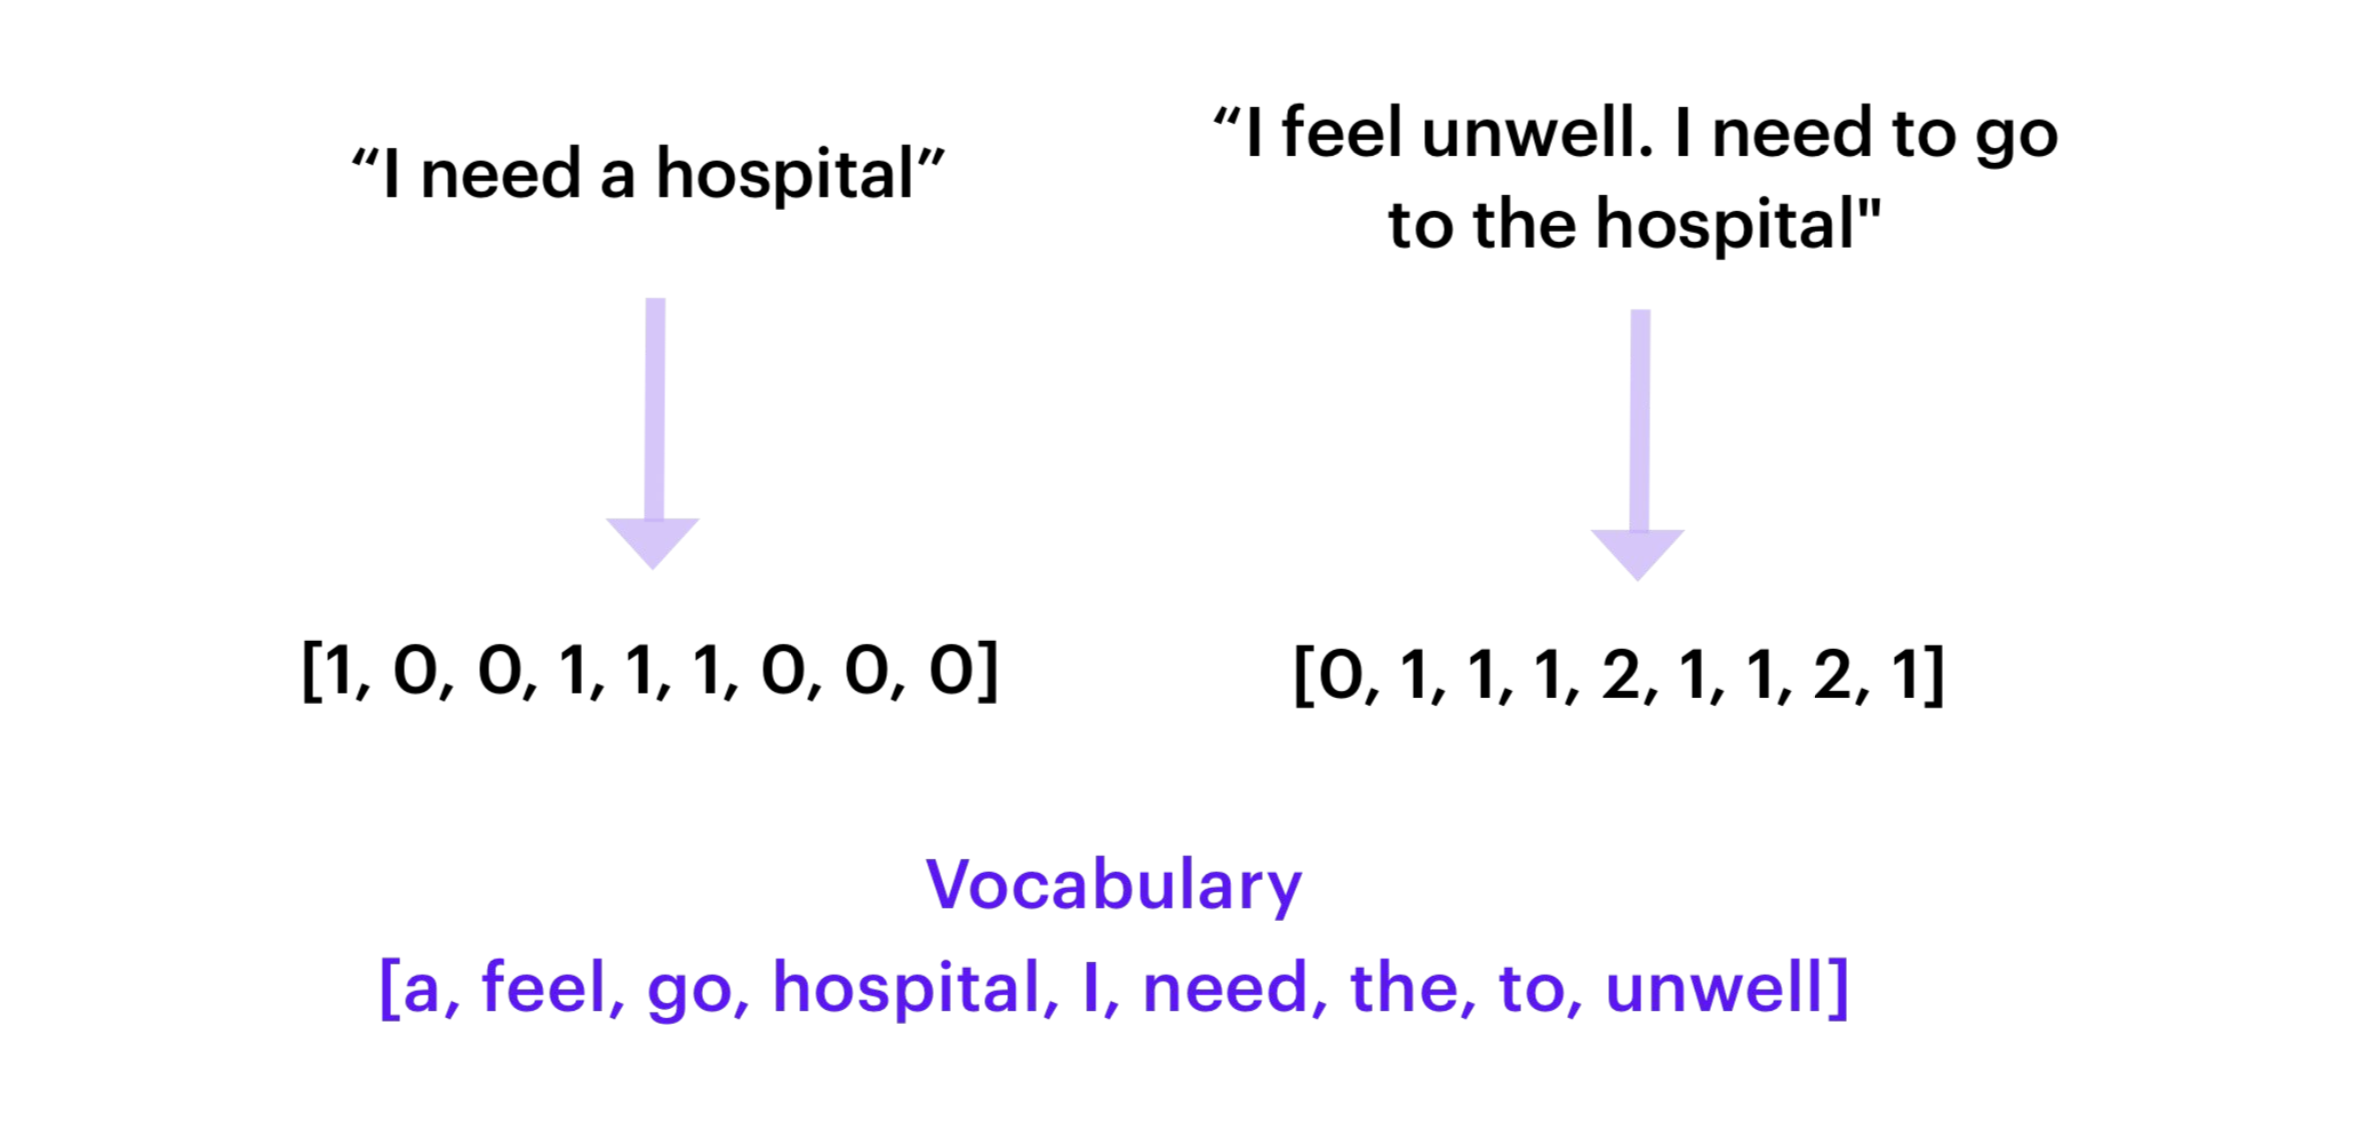 “I need a hospital”
“I feel unwell. I need to go
to the hospital"
[1, 0, 0, 1, 1, 1, 0, 0, 0]
[0, 1, 1, 1, 2, 1, 1, 2, 1]
Vocabulary
[a, feel, go, hospital, I, need, the, to, unwell]